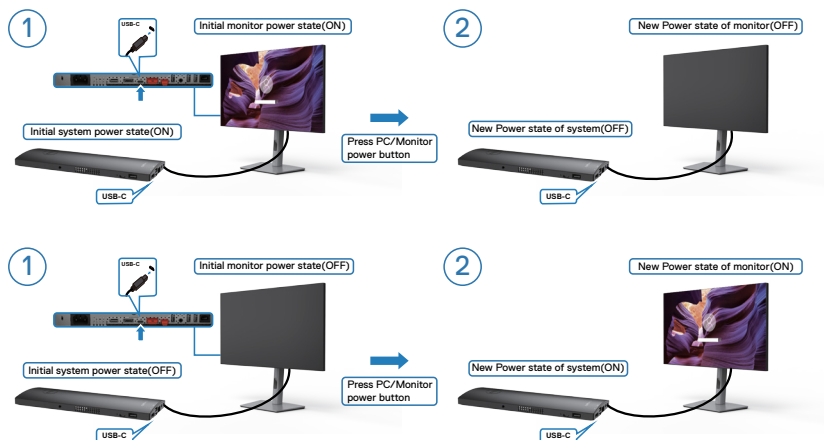 1
USB-C
Initial monitor power state(ON)
Initial system power state(ON)
USB-C
Press PC/Monitor
power button
2
New Power state of monitor(OFF)
New Power state of system(OFF)
USB-C
1
USB-C
Initial monitor power state(OFF)
Initial system power state(OFF)
USB-C
Press PC/Monitor
power button
2
New Power state of monitor(ON)
New Power state of system(ON)
USB-C